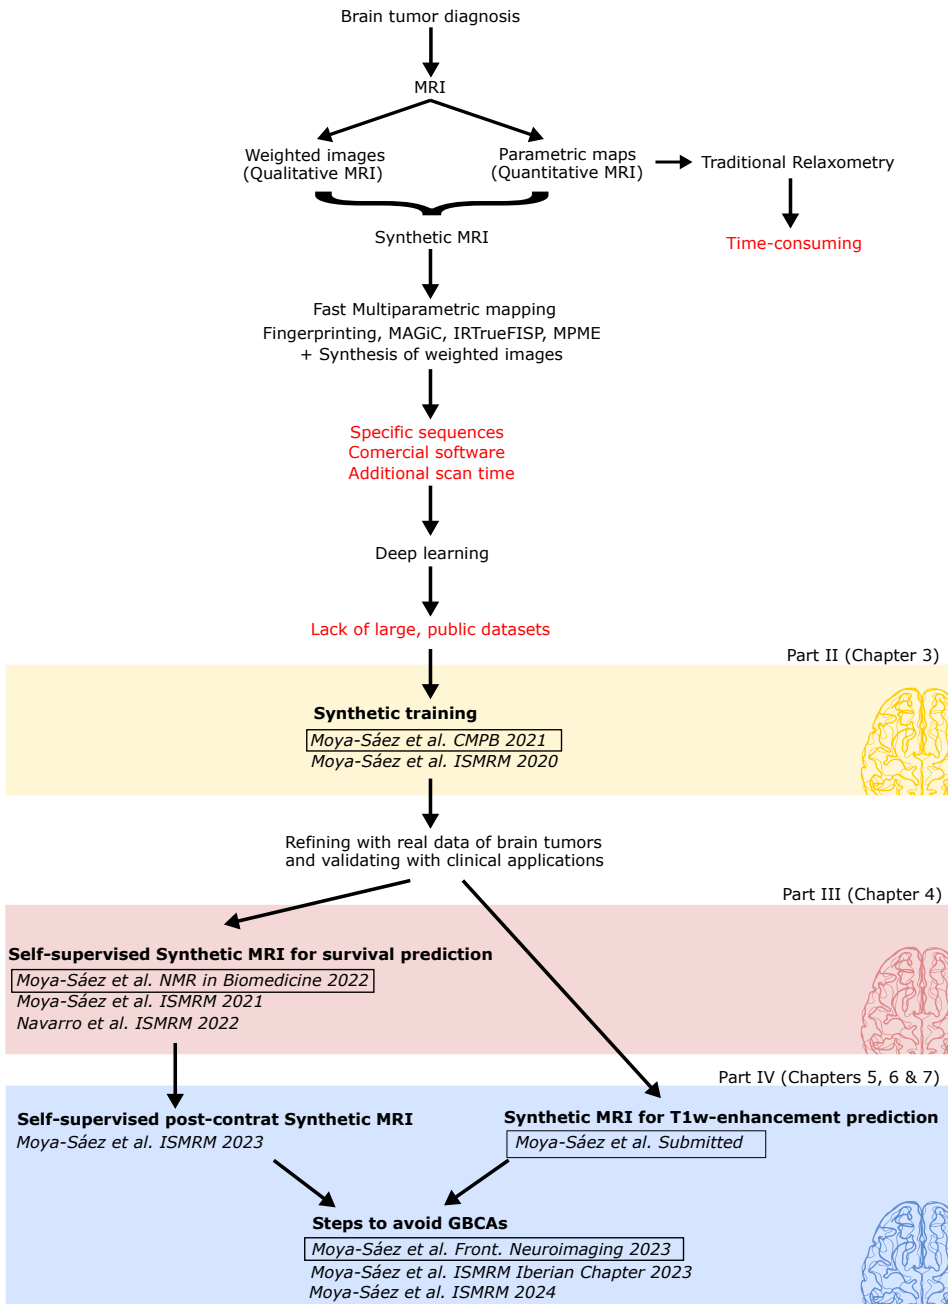 Brain tumor diagnosis
MRI
Weighted images
(Qualitative MRI)
Parametric maps
(Quantitative MRI)
Traditional Relaxometry
Time-consuming
Synthetic MRI
Fast Multiparametric mapping
Fingerprinting, MAGiC, IRTrueFISP, MPME
+ Synthesis of weighted images
Specific sequences
Comercial software
Additional scan time
Deep learning
Lack of large, public datasets
Part II (Chapter 3)
Synthetic training
Moya-Sáez et al. CMPB 2021
Moya-Sáez et al. ISMRM 2020
Refining with real data of brain tumors
and validating with clinical applications
Part III (Chapter 4)
Self-supervised Synthetic MRI for survival prediction
Moya-Sáez et al. NMR in Biomedicine 2022
Moya-Sáez et al. ISMRM 2021
Navarro et al. ISMRM 2022
Part IV (Chapters 5, 6 & 7)
Self-supervised post-contrat Synthetic MRI
Moya-Sáez et al. ISMRM 2023
Synthetic MRI for T1w-enhancement prediction
Moya-Sáez et al. Submitted
Steps to avoid GBCAs
Moya-Sáez et al. Front. Neuroimaging 2023
Moya-Sáez et al. ISMRM Iberian Chapter 2023
Moya-Sáez et al. ISMRM 2024